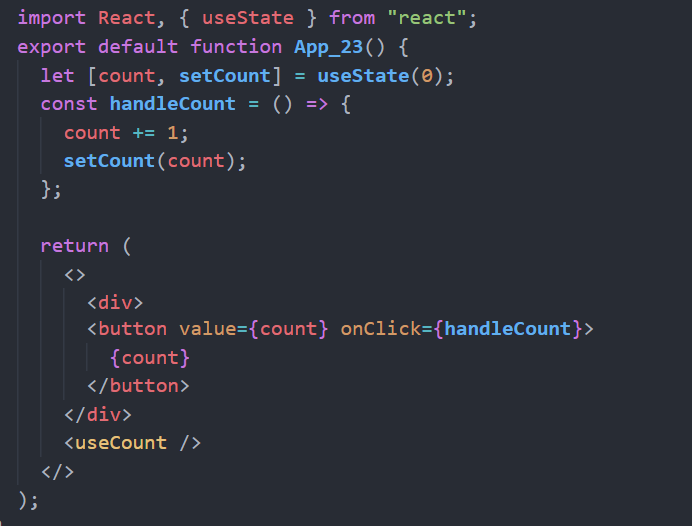 import React, { useState } from "react";
export default function App_23() {
  let [count, setCount] = useState(0);
  const handleCount = () => {
    count += 1;
    setCount(count);
  };

  return (
    <>
      <div>
      <button value={count} onClick={handleCount}>
        {count}
      </button>
    </div>
    <useCount />
  </>
);